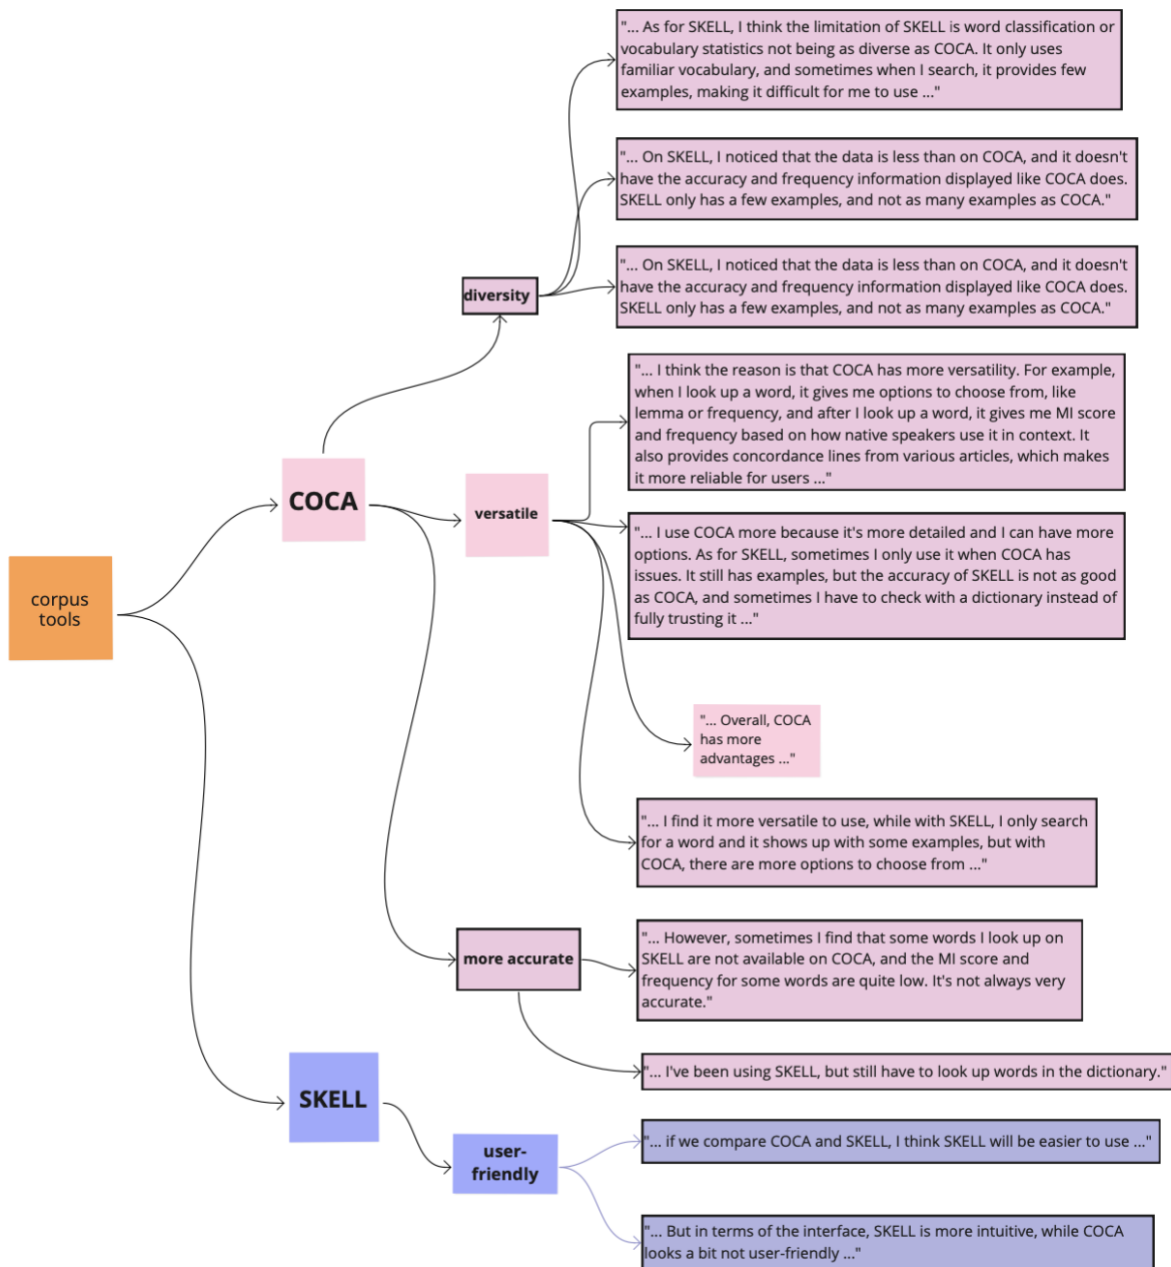 "... As for SKELL, I think the limitation of SKELL is word classification or
vocabulary statistics not being as diverse as COCA. It only uses
familiar vocabulary, and sometimes when I search, it provides few
examples, making it difficult for me to use ..."
"... On SKELL, I noticed that the data is less than on COCA, and it doesn't
have the accuracy and frequency information displayed like COCA does.
SKELL only has a few examples, and not as many examples as COCA."
diversity
"... On SKELL, I noticed that the data is less than on COCA, and it doesn't
have the accuracy and frequency information displayed like COCA does.
SKELL only has a few examples, and not as many examples as COCA."
"... I think the reason is that COCA has more versatility. For example,
when I look up a word, it gives me options to choose from, like
lemma or frequency, and after I look up a word, it gives me MI score
and frequency based on how native speakers use it in context. It
also provides concordance lines from various articles, which makes
it more reliable for users ..."
COCA
versatile
"... I use COCA more because it's more detailed and I can have more
options. As for SKELL, sometimes I only use it when COCA has
issues. It still has examples, but the accuracy of SKELL is not as good
as COCA, and sometimes I have to check with a dictionary instead of
fully trusting it ..."
corpus
tools
"... Overall, COCA
has more
advantages ..."
"... I find it more versatile to use, while with SKELL, I only search
for a word and it shows up with some examples, but with
COCA, there are more options to choose from ..."
more accurate
"... However, sometimes I find that some words I look up on
SKELL are not available on COCA, and the MI score and
frequency for some words are quite low. It's not always very
accurate."
"... I've been using SKELL, but still have to look up words in the dictionary."
SKELL
user-
friendly
"... if we compare COCA and SKELL, I think SKELL will be easier to use ..."
"... But in terms of the interface, SKELL is more intuitive, while COCA
looks a bit not user-friendly ..."